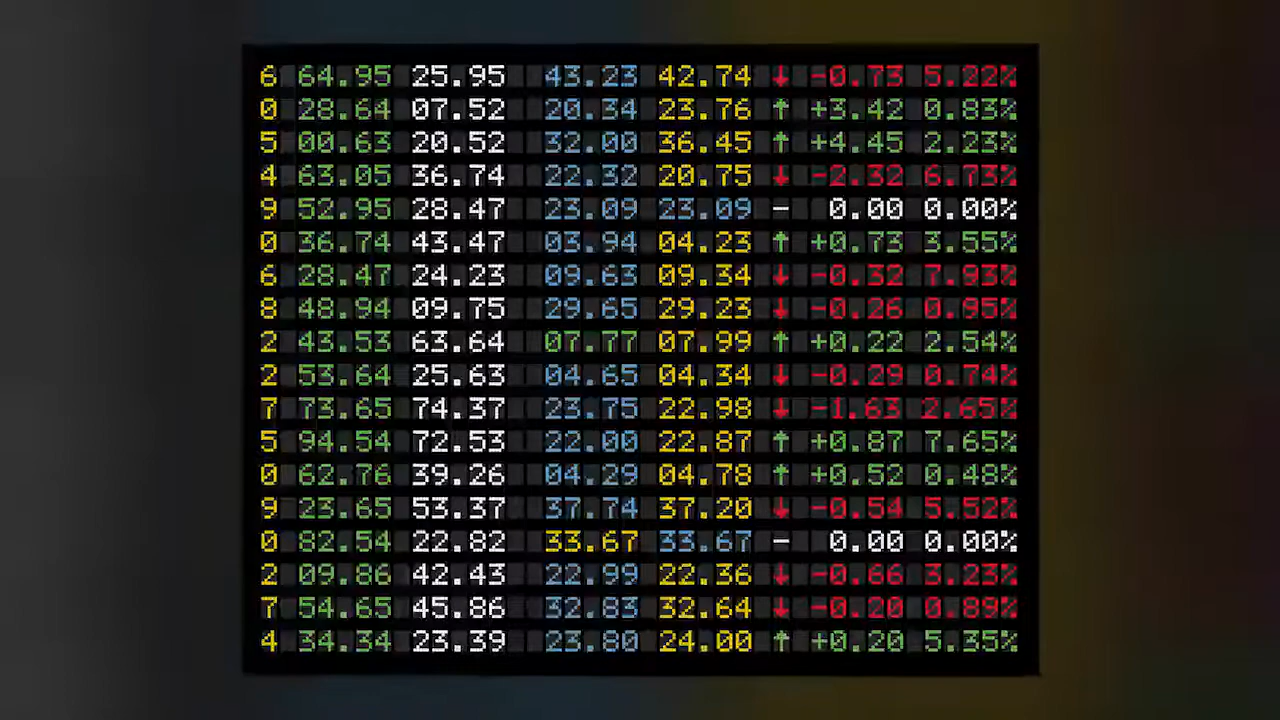 6 64.95 25.95 43.23 42.74 ↓ -0.73 5.22%
0 28.64 07.52 20.34 23.76 ↑ +3.42 0.83%
5 00.63 20.52 32.00 36.45 ↑ +4.45 2.23%
4 63.05 36.74 22.32 20.75 ↓ -2.32 6.73%
9 52.95 28.47 23.09 23.09 - 0.00 0.00%
0 36.74 43.47 03.94 04.23 ↑ +0.73 3.55%
6 28.47 24.23 09.63 09.34 ↓ -0.32 7.93%
8 48.94 09.75 29.65 29.23 ↓ -0.26 0.95%
2 43.53 63.64 07.77 07.99 ↑ +0.22 2.54%
2 53.64 25.63 04.65 04.34 ↓ -0.29 0.74%
7 73.65 74.37 23.75 22.98 ↓ -1.63 2.65%
5 94.54 72.53 22.00 22.87 ↑ +0.87 7.65%
0 62.76 39.26 04.29 04.78 ↑ +0.52 0.48%
9 23.65 53.37 37.74 37.20 ↓ -0.54 5.52%
0 82.54 22.82 33.67 33.67 - 0.00 0.00%
2 09.86 42.43 22.99 22.36 ↓ -0.66 3.23%
7 54.65 45.86 32.83 32.64 ↓ -0.20 0.89%
4 34.34 23.39 23.80 24.00 ↑ +0.20 5.35%